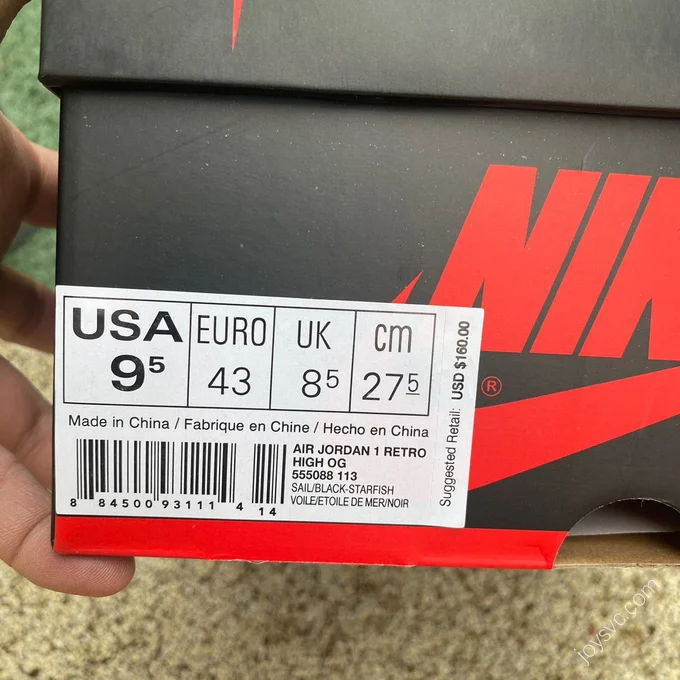 NIK
®
USA EURO UK cm
9⁵ 43 8⁵ 27⁵
Made in China / Fabrique en Chine / Hecho en China
AIR JORDAN 1 RETRO
HIGH OG
555088 113
SAIL/BLACK-STARFISH
VOILE/ETOILE DE MER/NOIR
8 84500 93111 4 14
Suggested Retail: USD $160.00
joysvc.com